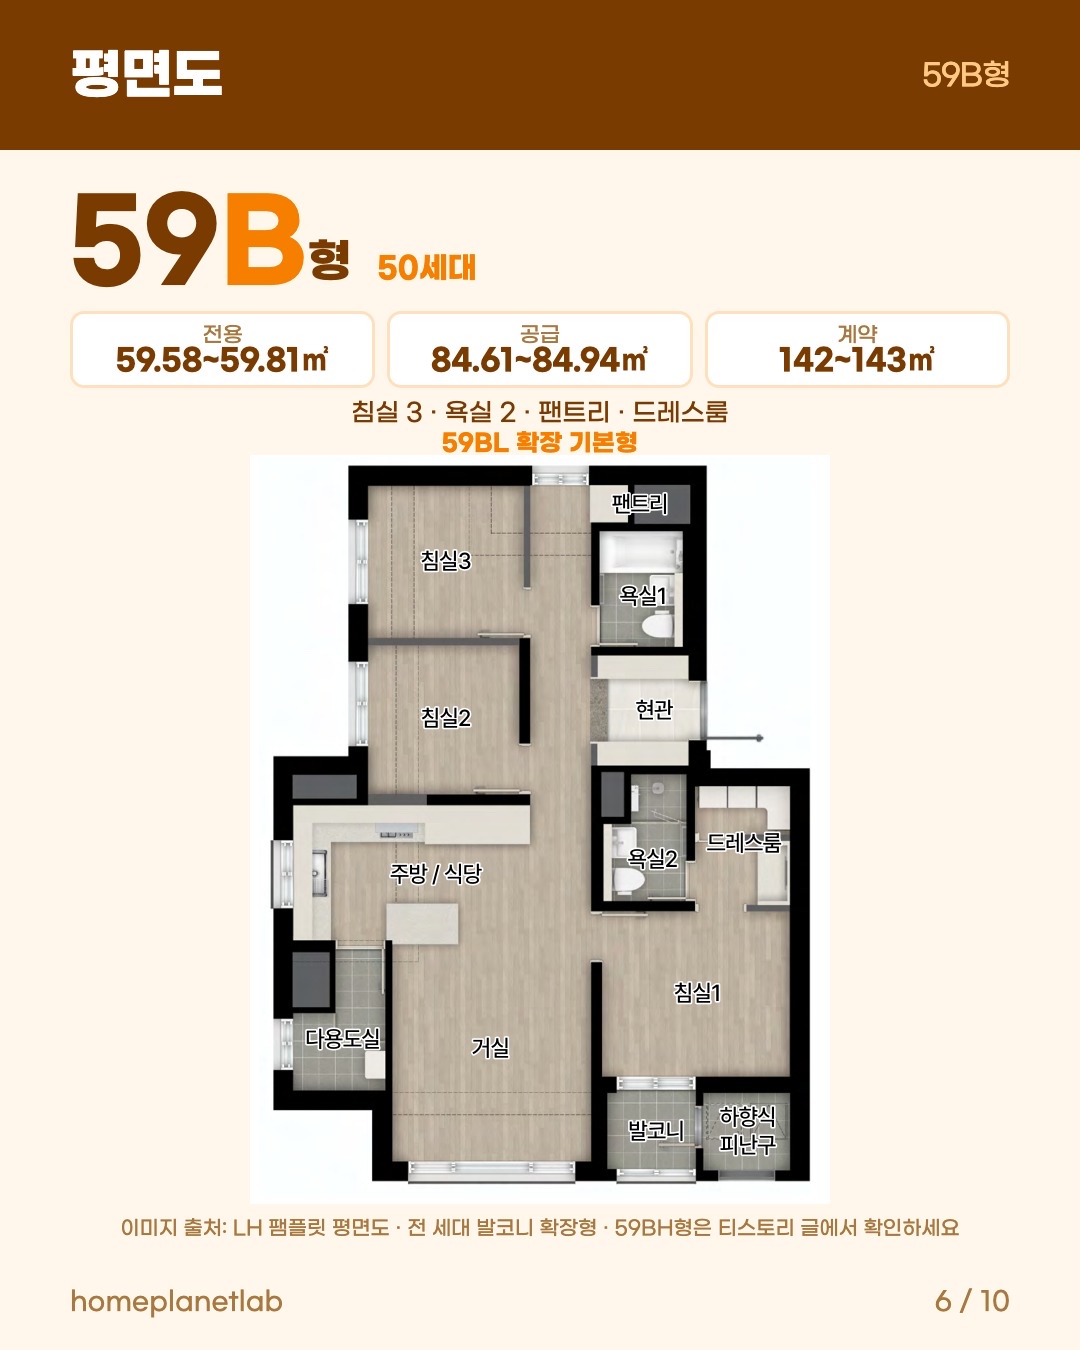 평면도
59B형
59B형 50세대
전용
59.58~59.81㎡
공급
84.61~84.94㎡
계약
142~143㎡
침실 3 · 욕실 2 · 팬트리 · 드레스룸
59BL 확장 기본형
팬트리
침실3
욕실1
현관
침실2
드레스룸
욕실2
주방 / 식당
침실1
다용도실
거실
발코니
하향식
피난구
이미지 출처: LH 팸플릿 평면도 · 전 세대 발코니 확장형 · 59BH형은 티스토리 글에서 확인하세요
homeplanetlab
6 / 10